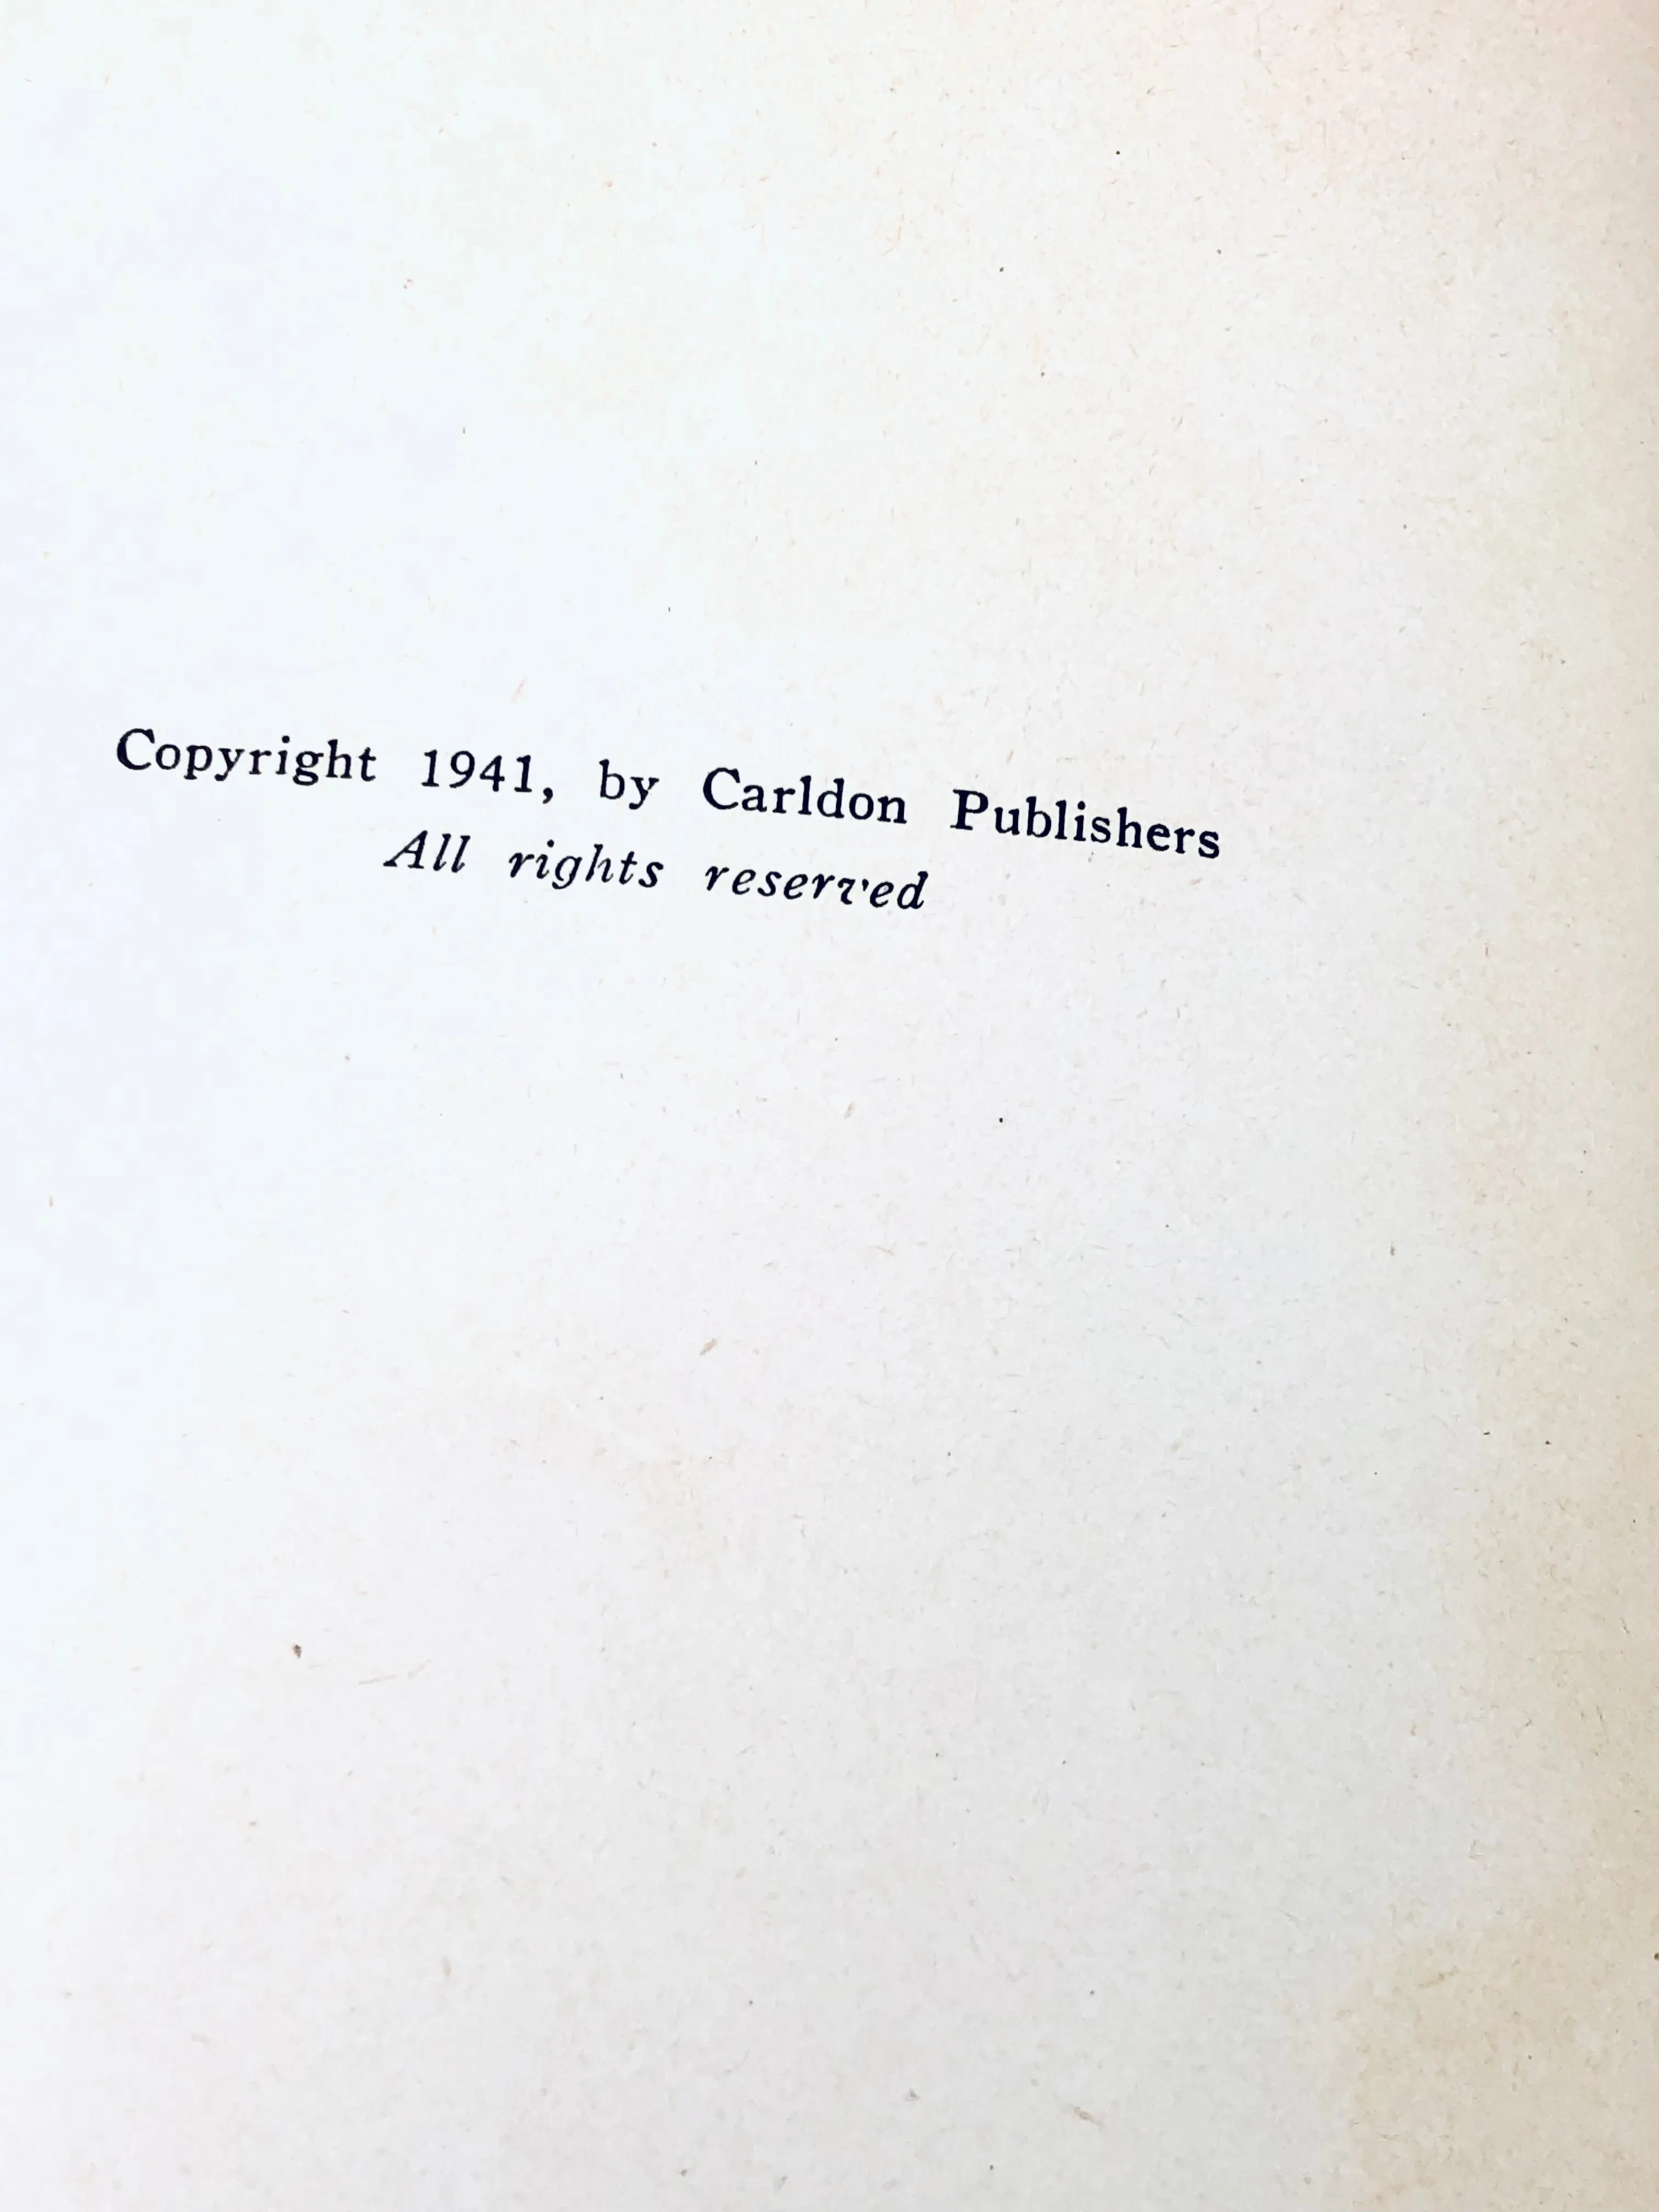 Copyright 1941, by Carldon Publishers
All rights reserved